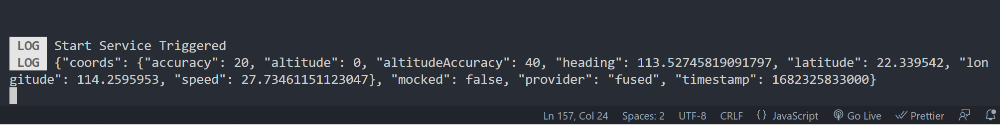 LOG Start Service Triggered
LOG {"coords": {"accuracy": 20, "altitude": 0, "altitudeAccuracy": 40, "heading": 113.52745819091797, "latitude": 22.339542, "lon
gitude": 114.2595953, "speed": 27.73461151123047}, "mocked": false, "provider": "fused", "timestamp": 1682325833000}
Ln 157, Col 24 Spaces: 2 UTF-8 CRLF {} JavaScript Go Live Prettier